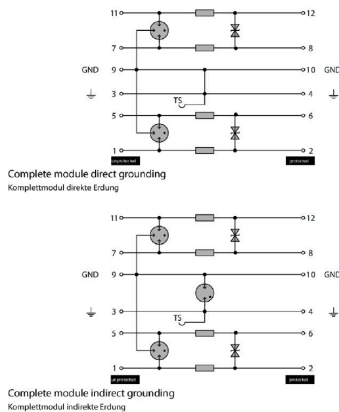 11 12
7 8
GND 9 10 GND
3 4
TS
5 6
1 2
unprotected protected
Complete module direct grounding
Komplettmodul direkte Erdung
11 12
7 8
GND 9 10 GND
3 4
TS
5 6
1 2
unprotected protected
Complete module indirect grounding
Komplettmodul indirekte Erdung